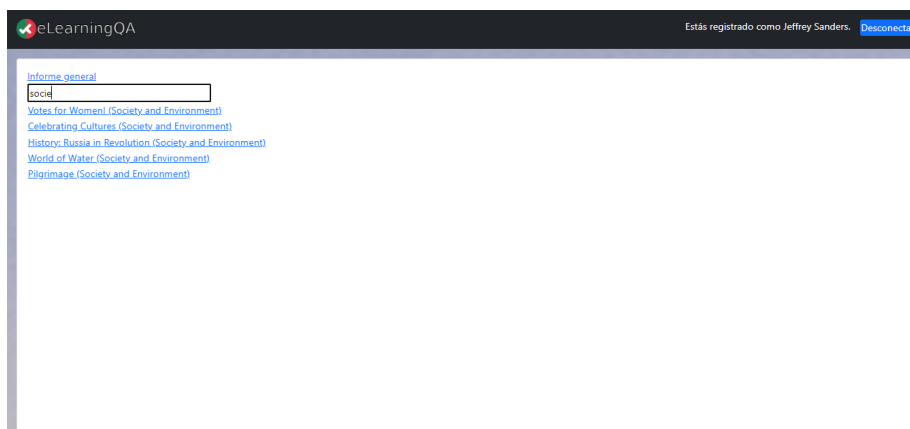 eLearningQA
Estás registrado como Jeffrey Sanders. Desconecta
Informe general
socie
Votes for Women! (Society and Environment)
Celebrating Cultures (Society and Environment)
History: Russia in Revolution (Society and Environment)
World of Water (Society and Environment)
Pilgrimage (Society and Environment)